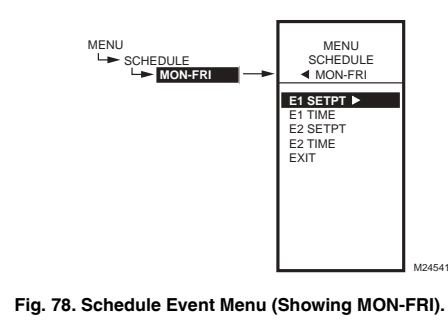 MENU
SCHEDULE
MON-FRI
MENU
SCHEDULE
◄ MON-FRI
E1 SETPT ►
E1 TIME
E2 SETPT
E2 TIME
EXIT
M24541
Fig. 78. Schedule Event Menu (Showing MON-FRI).